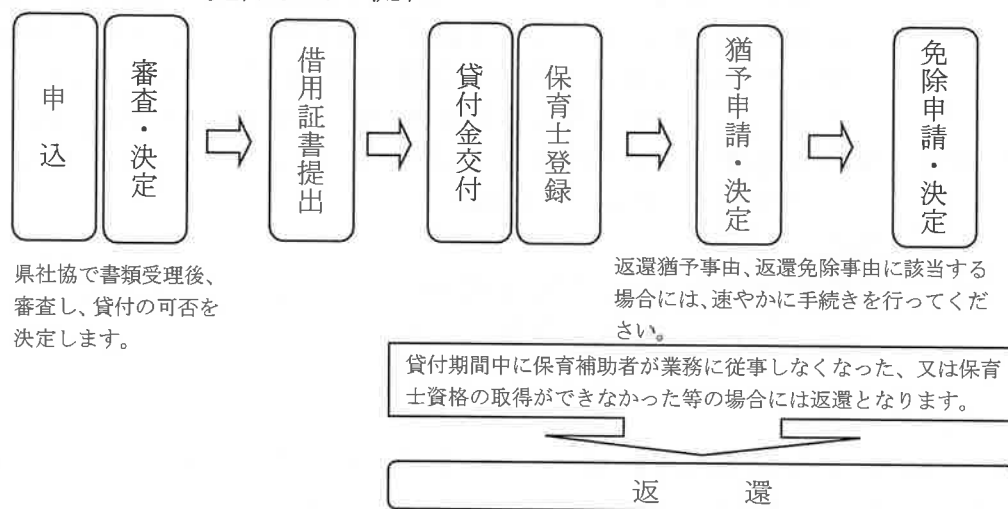 申込
審査・決定
借用証書提出
貸付金交付
保育士登録
猶予申請・決定
免除申請・決定
県社協で書類受理後、
審査し、貸付の可否を
決定します。
返還猶予事由、返還免除事由に該当する
場合には、速やかに手続きを行ってくだ
さい。
貸付期間中に保育補助者が業務に従事しなくなった、又は保育
士資格の取得ができなかった等の場合には返還となります。
返 還